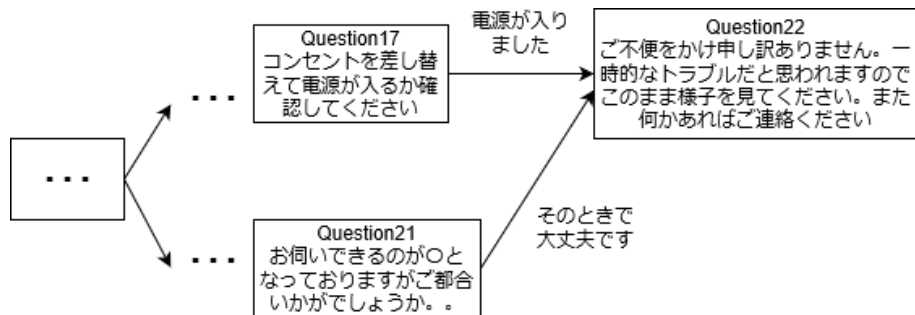 Question17
コンセントを差し替
えて電源が入るか確
認してください
電源が入り
ました
Question22
ご不便をかけ申し訳ありません。一
時的なトラブルだと思われますので
このまま様子を見てください。また
何かあればご連絡ください
・・・
・・・
・・・
Question21
お伺いできるのが〇と
なっておりますがご都合
いかがでしょうか。。
そのときで
大丈夫です